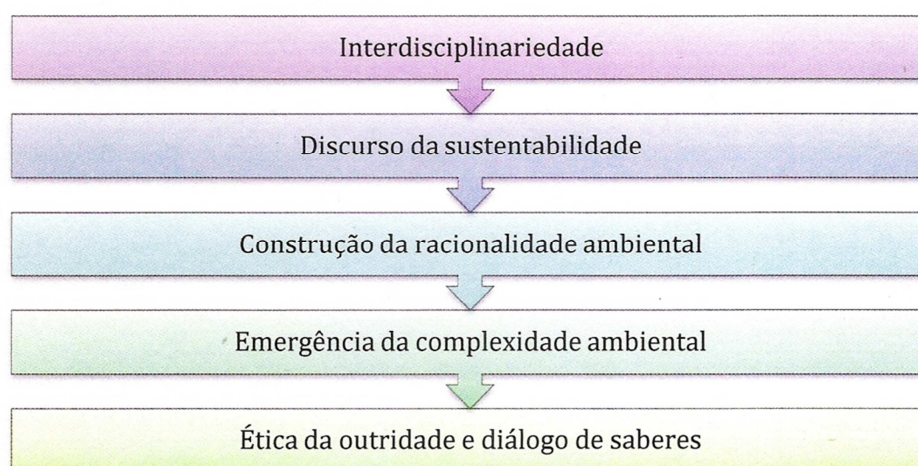 Interdisciplinariedade
Discurso da sustentabilidade
Construção da racionalidade ambiental
Emergência da complexidade ambiental
Ética da outridade e diálogo de saberes